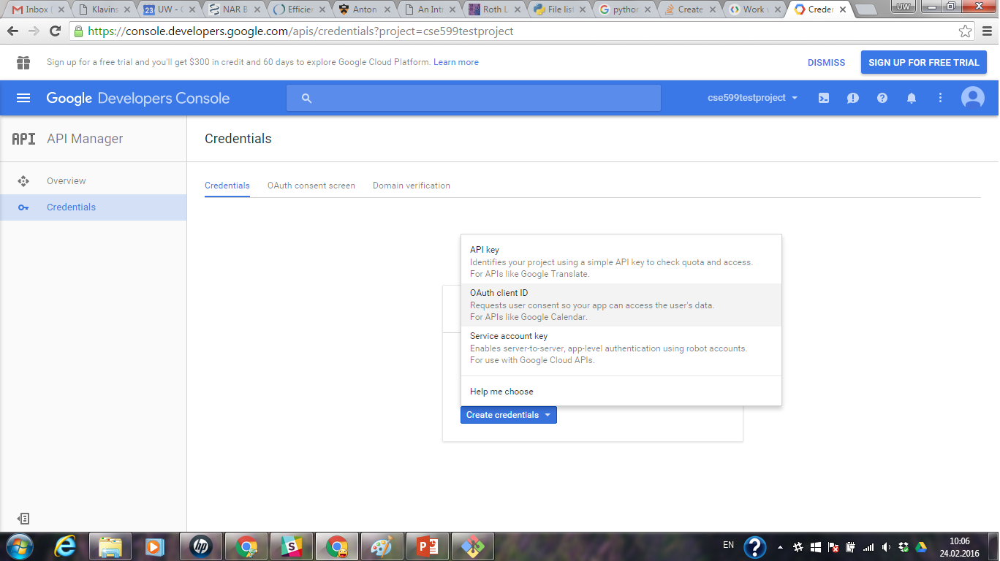 Inbox (
Klavins
23 UW - C
NAR B
Efficien
Anton
An Intr
Roth L
File list
python
Create
Work v
Creder
UW
https://console.developers.google.com/apis/credentials?project=cse599testproject
Sign up for a free trial and you'll get $300 in credit and 60 days to explore Google Cloud Platform. Learn more
DISMISS
SIGN UP FOR FREE TRIAL
Google Developers Console
cse599testproject
API API Manager
Credentials
Overview
Credentials
Credentials
OAuth consent screen
Domain verification
API key
Identifies your project using a simple API key to check quota and access.
For APIs like Google Translate.
OAuth client ID
Requests user consent so your app can access the user's data.
For APIs like Google Calendar.
Service account key
Enables server-to-server, app-level authentication using robot accounts.
For use with Google Cloud APIs.
Help me choose
Create credentials
EN
10:06
24.02.2016